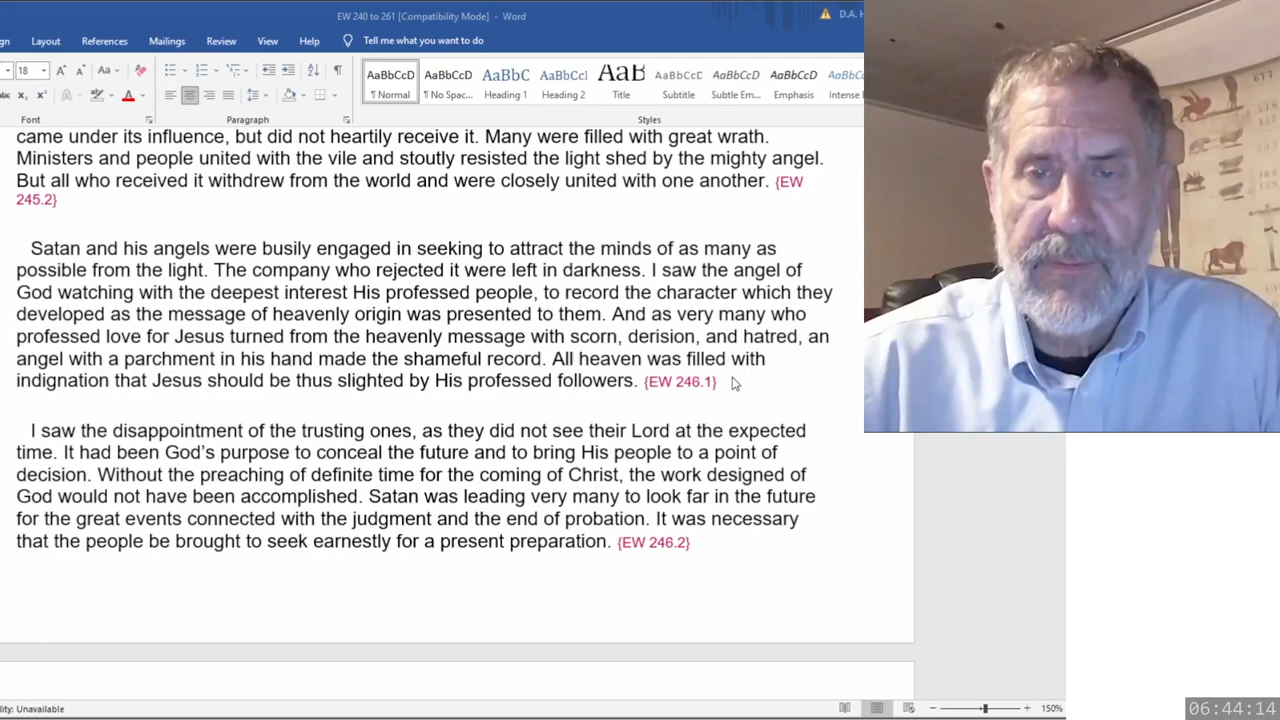 EW 240 to 261 [Compatibility Mode] - Word
D.A. H
gn Layout References Mailings Review View Help Tell me what you want to do
18 Aa
AaBbCcD AaBbCcD AaBbC AaBbCcI AaB AaBbCcD AaBbCcD AaBbCcD AaBbCc
¶ Normal ¶ No Spac... Heading 1 Heading 2 Title Subtitle Subtle Em... Emphasis Intense
Font Paragraph Styles
came under its influence, but did not heartily receive it. Many were filled with great wrath.
Ministers and people united with the vile and stoutly resisted the light shed by the mighty angel.
But all who received it withdrew from the world and were closely united with one another. {EW
245.2}
Satan and his angels were busily engaged in seeking to attract the minds of as many as
possible from the light. The company who rejected it were left in darkness. I saw the angel of
God watching with the deepest interest His professed people, to record the character which they
developed as the message of heavenly origin was presented to them. And as very many who
professed love for Jesus turned from the heavenly message with scorn, derision, and hatred, an
angel with a parchment in his hand made the shameful record. All heaven was filled with
indignation that Jesus should be thus slighted by His professed followers. {EW 246.1}
I saw the disappointment of the trusting ones, as they did not see their Lord at the expected
time. It had been God’s purpose to conceal the future and to bring His people to a point of
decision. Without the preaching of definite time for the coming of Christ, the work designed of
God would not have been accomplished. Satan was leading very many to look far in the future
for the great events connected with the judgment and the end of probation. It was necessary
that the people be brought to seek earnestly for a present preparation. {EW 246.2}
lity: Unavailable
150%
06:44:14